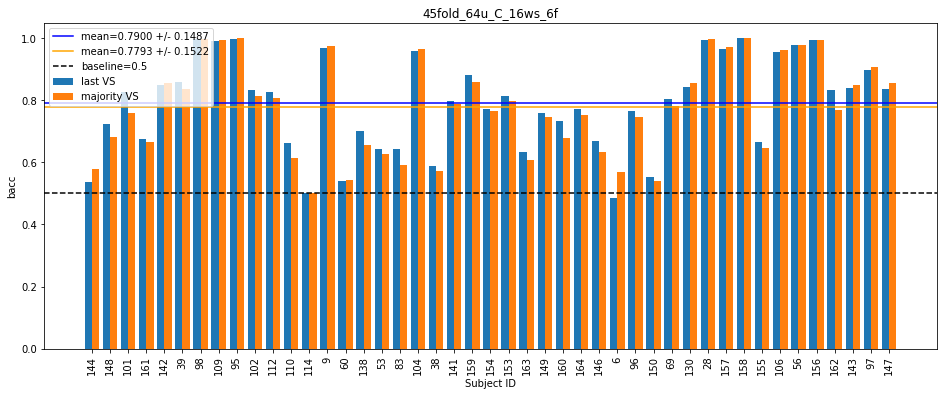 45fold_64u_C_16ws_6f
mean=0.7900 +/- 0.1487
mean=0.7793 +/- 0.1522
baseline=0.5
last VS
majority VS
bacc
1.0
0.8
0.6
0.4
0.2
0.0
144 148 101 161 142 39 98 109 95 102 112 110 114 9 60 138 53 83 104 38 141 159 154 153 163 149 160 164 146 6 96 150 69 130 28 157 158 155 106 56 156 162 143 97 147
Subject ID